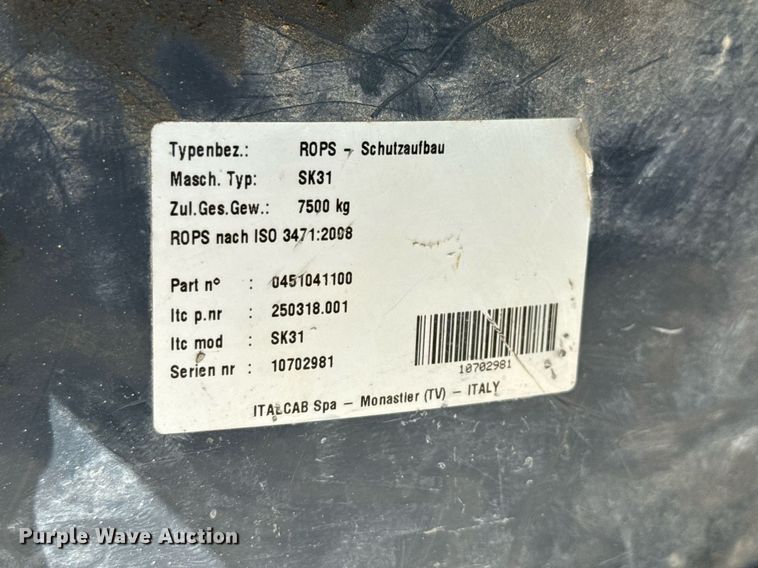 Typenbez.: ROPS - Schutzaufbau
Masch. Typ: SK31
Zul.Ges.Gew.: 7500 kg
ROPS nach ISO 3471:2008
Part n° : 0451041100
Itc p.nr : 250318.001
Itc mod : SK31
Serien nr : 10702981
10702981
ITALCAB Spa - Monastier (TV) - ITALY
Purple Wave Auction